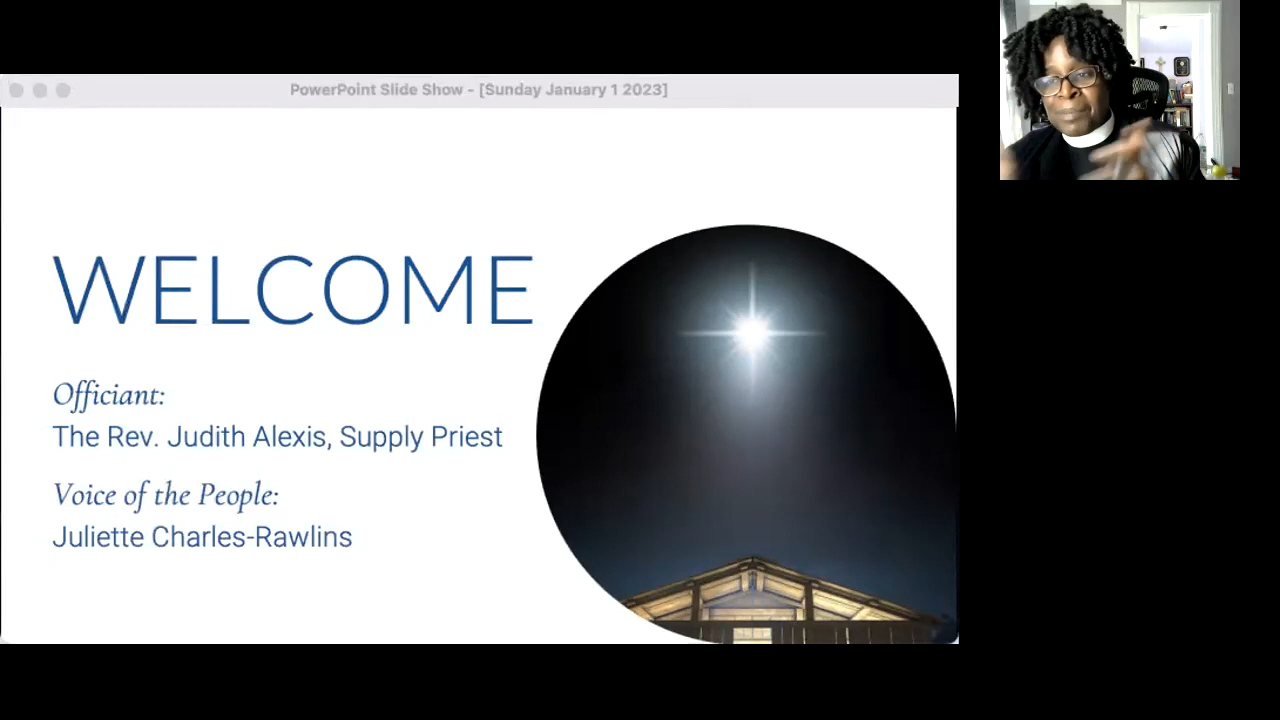 PowerPoint Slide Show - [Sunday January 1 2023]
WELCOME
Officiant:
The Rev. Judith Alexis, Supply Priest
Voice of the People:
Juliette Charles-Rawlins